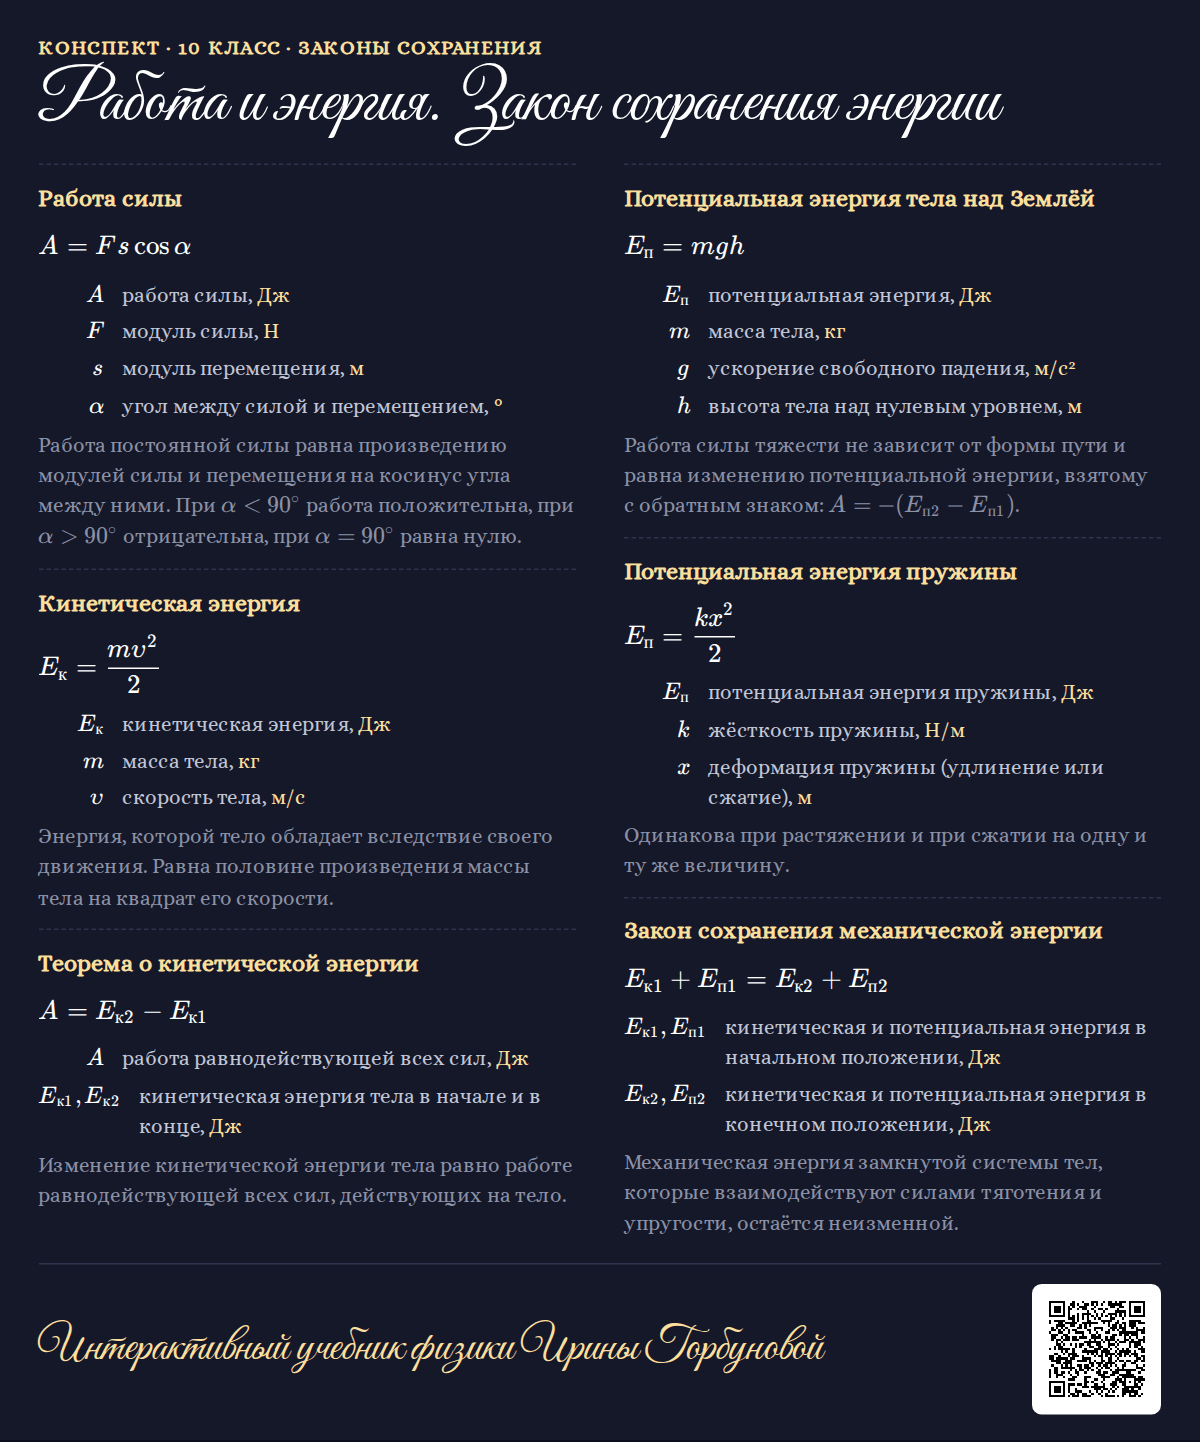 КОНСПЕКТ · 10 КЛАСС · ЗАКОНЫ СОХРАНЕНИЯ
Работа и энергия. Закон сохранения энергии
Работа силы
A = F s cos α
A работа силы, Дж
F модуль силы, Н
s модуль перемещения, м
α угол между силой и перемещением, °
Работа постоянной силы равна произведению
модулей силы и перемещения на косинус угла
между ними. При α < 90° работа положительна, при
α > 90° отрицательна, при α = 90° равна нулю.
Кинетическая энергия
Eк = mv²/2
Eк кинетическая энергия, Дж
m масса тела, кг
v скорость тела, м/с
Энергия, которой тело обладает вследствие своего
движения. Равна половине произведения массы
тела на квадрат его скорости.
Теорема о кинетической энергии
A = Eк2 − Eк1
A работа равнодействующей всех сил, Дж
Eк1, Eк2 кинетическая энергия тела в начале и в
конце, Дж
Изменение кинетической энергии тела равно работе
равнодействующей всех сил, действующих на тело.
Потенциальная энергия тела над Землёй
Eп = mgh
Eп потенциальная энергия, Дж
m масса тела, кг
g ускорение свободного падения, м/с²
h высота тела над нулевым уровнем, м
Работа силы тяжести не зависит от формы пути и
равна изменению потенциальной энергии, взятому
с обратным знаком: A = −(Eп2 − Eп1).
Потенциальная энергия пружины
Eп = kx²/2
Eп потенциальная энергия пружины, Дж
k жёсткость пружины, Н/м
x деформация пружины (удлинение или
сжатие), м
Одинакова при растяжении и при сжатии на одну и
ту же величину.
Закон сохранения механической энергии
Eк1 + Eп1 = Eк2 + Eп2
Eк1, Eп1 кинетическая и потенциальная энергия в
начальном положении, Дж
Eк2, Eп2 кинетическая и потенциальная энергия в
конечном положении, Дж
Механическая энергия замкнутой системы тел,
которые взаимодействуют силами тяготения и
упругости, остаётся неизменной.
Интерактивный учебник физики Ирины Горбуновой